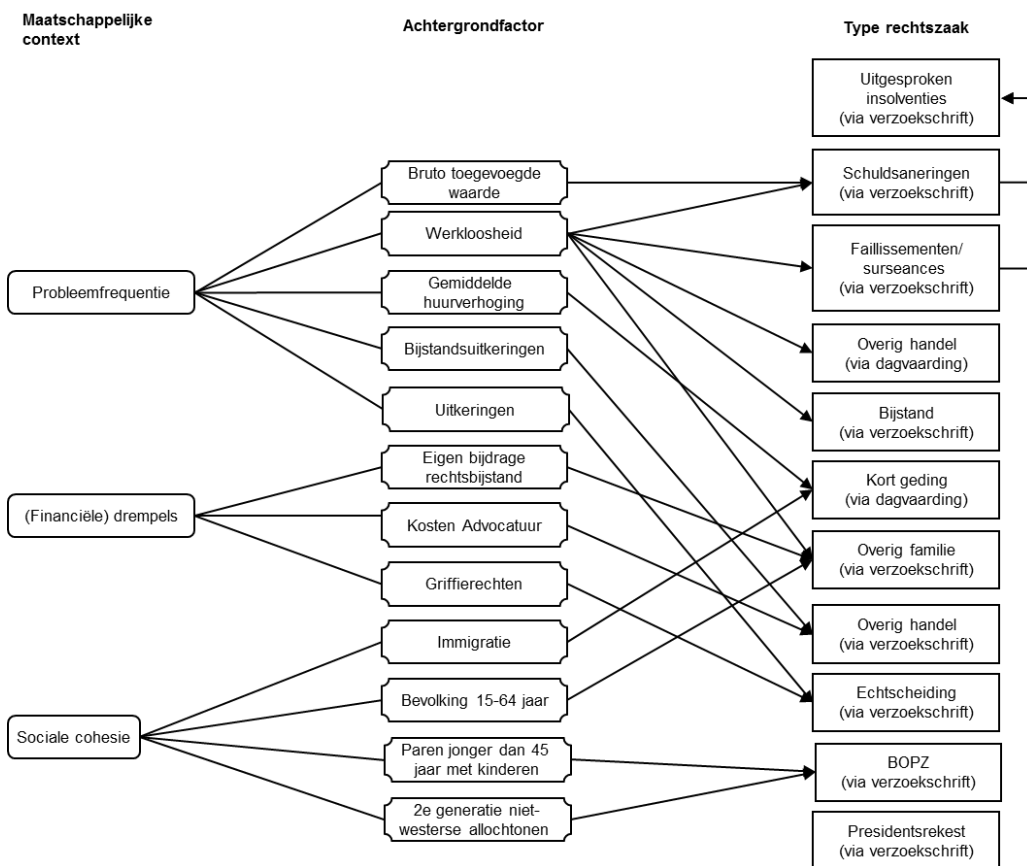 Maatschappelijke
context
Achtergrondfactor
Type rechtszaak
Probleemfrequentie
(Financiële) drempels
Sociale cohesie
Bruto toegevoegde
waarde
Werkloosheid
Gemiddelde
huurverhoging
Bijstandsuitkeringen
Uitkeringen
Eigen bijdrage
rechtsbijstand
Kosten Advocatuur
Griffierechten
Immigratie
Bevolking 15-64 jaar
Paren jonger dan 45
jaar met kinderen
2e generatie niet-
westerse allochtonen
Uitgesproken
insolventies
(via verzoekschrift)
Schuldsaneringen
(via verzoekschrift)
Faillissementen/
surseances
(via verzoekschrift)
Overig handel
(via dagvaarding)
Bijstand
(via verzoekschrift)
Kort geding
(via dagvaarding)
Overig familie
(via verzoekschrift)
Overig handel
(via verzoekschrift)
Echtscheiding
(via verzoekschrift)
BOPZ
(via verzoekschrift)
Presidentsrekest
(via verzoekschrift)